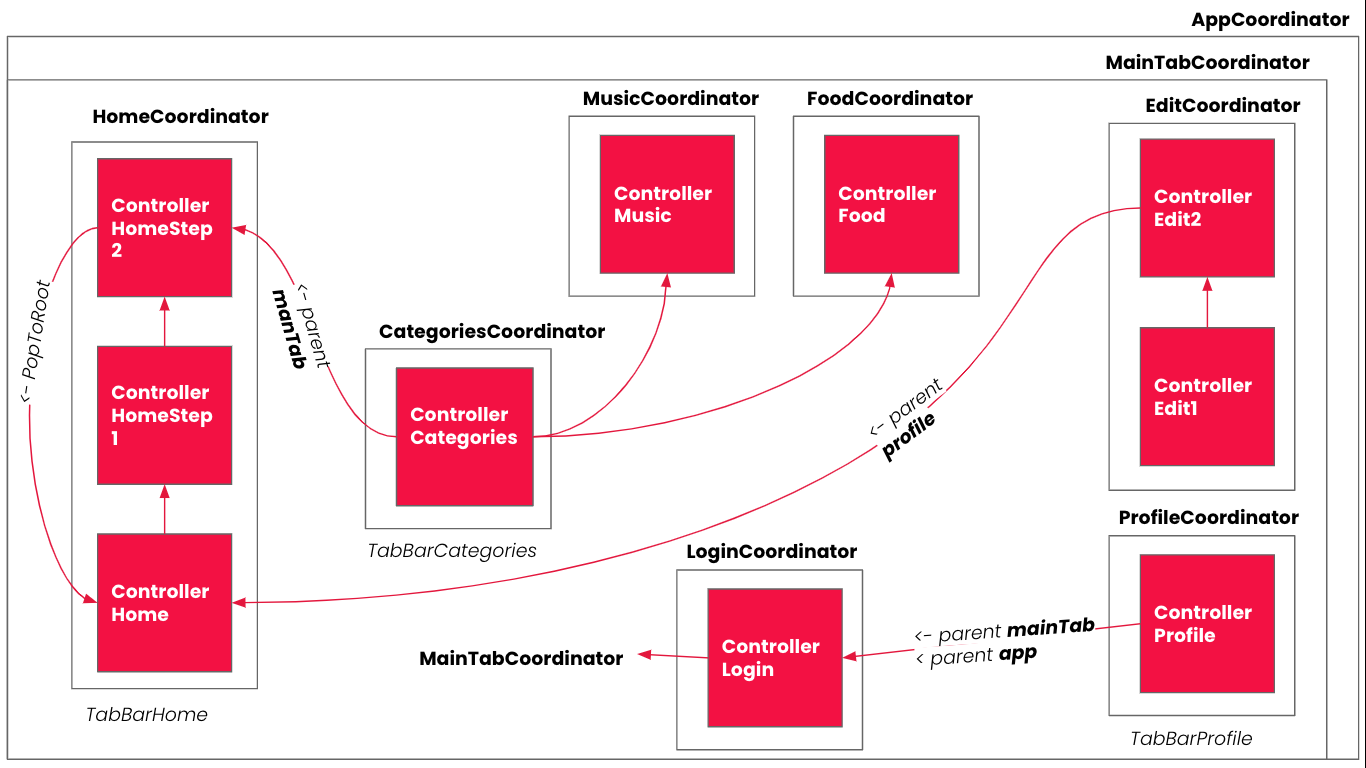 AppCoordinator
MainTabCoordinator
HomeCoordinator
MusicCoordinator
FoodCoordinator
EditCoordinator
Controller
HomeStep
2
Controller
Music
Controller
Food
Controller
Edit2
<- PopToRoot
<- parent
manTab
CategoriesCoordinator
Controller
HomeStep
1
Controller
Categories
<- parent
profile
Controller
Edit1
TabBarCategories
LoginCoordinator
ProfileCoordinator
Controller
Home
MainTabCoordinator
Controller
Login
<- parent mainTab
< parent app
Controller
Profile
TabBarHome
TabBarProfile